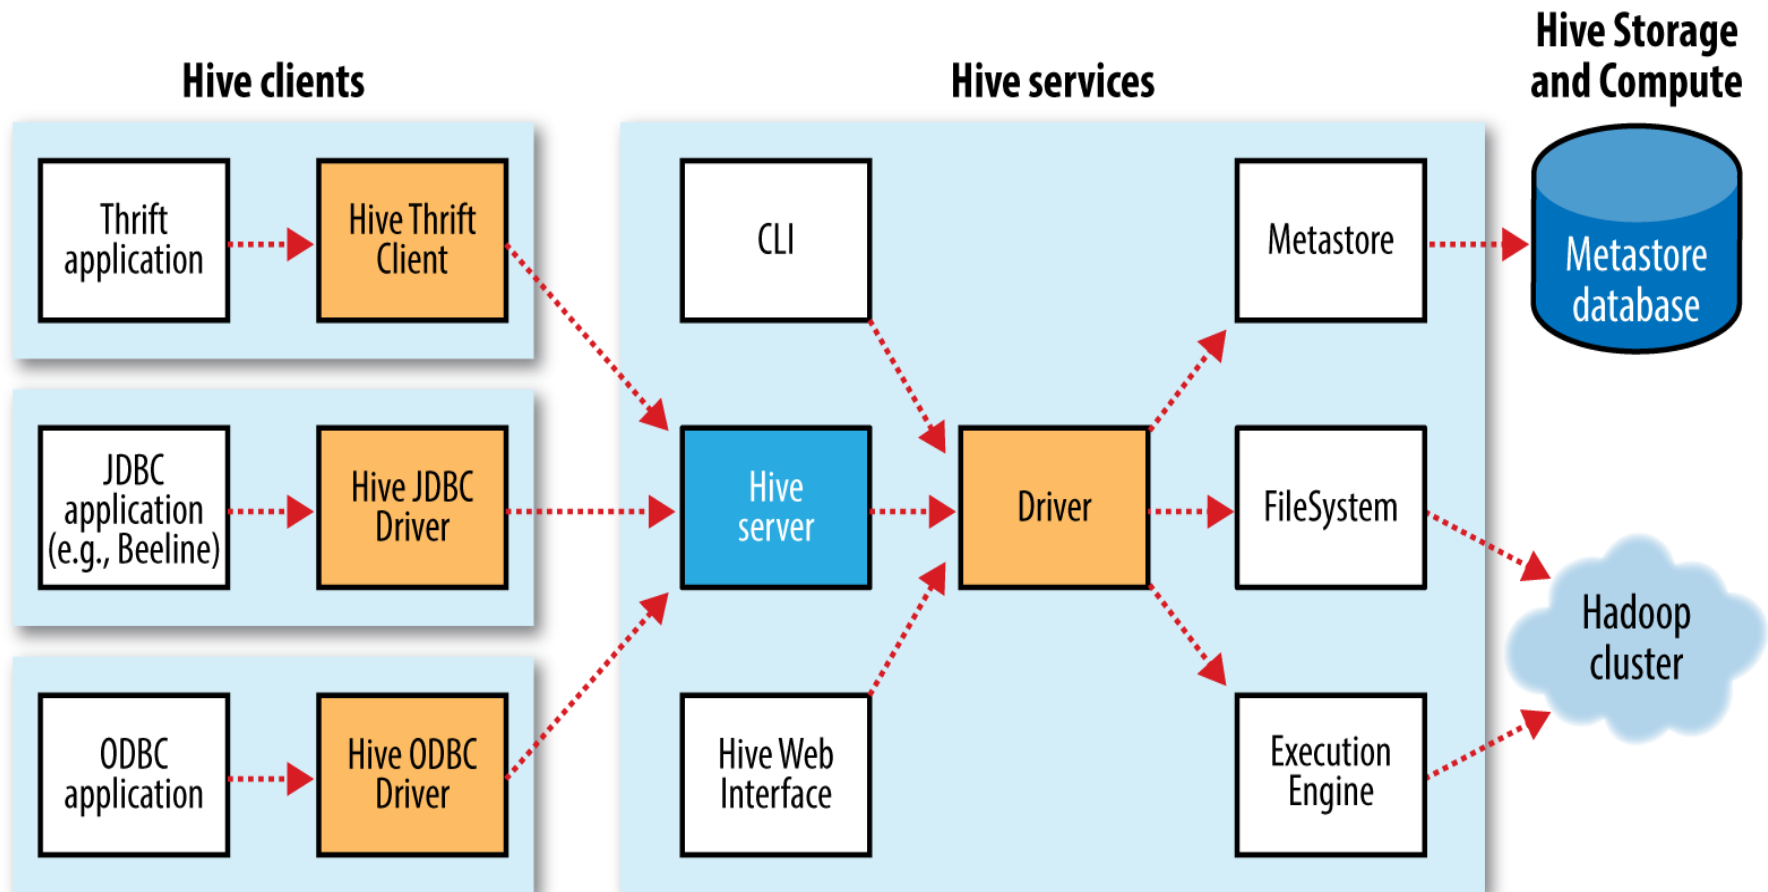 Hive clients
Hive services
Hive Storage
and Compute
Thrift
application
Hive Thrift
Client
CLI
Metastore
Metastore
database
JDBC
application
(e.g., Beeline)
Hive JDBC
Driver
Hive
server
Driver
FileSystem
Hadoop
cluster
ODBC
application
Hive ODBC
Driver
Hive Web
Interface
Execution
Engine